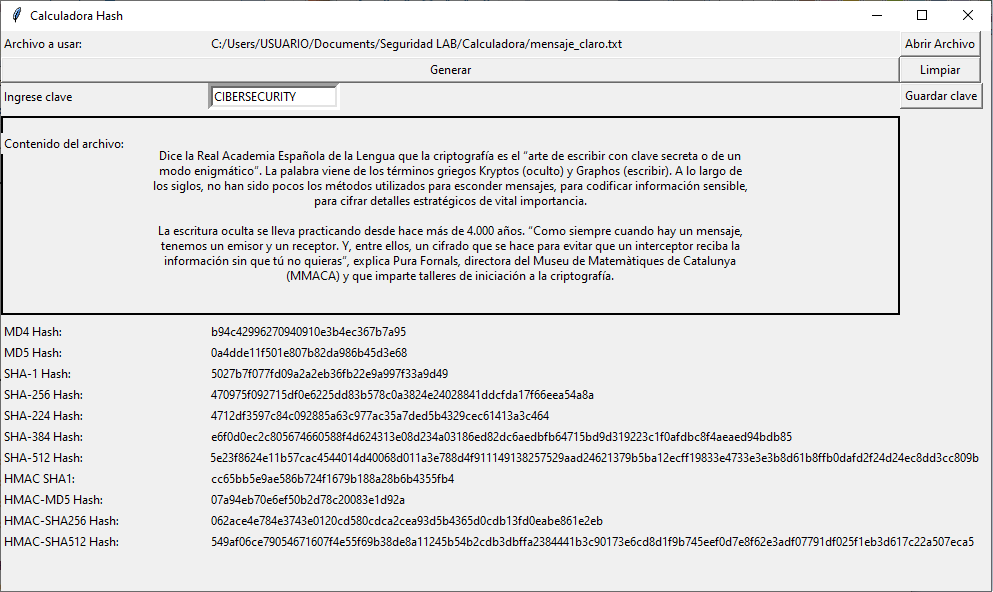 Calculadora Hash
Archivo a usar: C:/Users/USUARIO/Documents/Seguridad LAB/Calculadora/mensaje_claro.txt Abrir Archivo
Generar Limpiar
Ingrese clave CIBERSECURITY Guardar clave
Contenido del archivo:
Dice la Real Academia Española de la Lengua que la criptografía es el “arte de escribir con clave secreta o de un
modo enigmático”. La palabra viene de los términos griegos Kryptos (oculto) y Graphos (escribir). A lo largo de
los siglos, no han sido pocos los métodos utilizados para esconder mensajes, para codificar información sensible,
para cifrar detalles estratégicos de vital importancia.
La escritura oculta se lleva practicando desde hace más de 4.000 años. “Como siempre cuando hay un mensaje,
tenemos un emisor y un receptor. Y, entre ellos, un cifrado que se hace para evitar que un interceptor reciba la
información sin que tú no quieras”, explica Pura Fornals, directora del Museu de Matemàtiques de Catalunya
(MMACA) y que imparte talleres de iniciación a la criptografía.
MD4 Hash: b94c42996270940910e3b4ec367b7a95
MD5 Hash: 0a4dde11f501e807b82da986b45d3e68
SHA-1 Hash: 5027b7f077fd09a2a2eb36fb22e9a997f33a9d49
SHA-256 Hash: 470975f092715df0e6225dd83b578c0a3824e24028841ddcfda17f66eea54a8a
SHA-224 Hash: 4712df3597c84c092885a63c977ac35a7ded5b4329cec61413a3c464
SHA-384 Hash: e6f0d0ec2c805674660588f4d624313e08d234a03186ed82dc6aedbfb64715bd9d319223c1f0afdbc8f4aeaed94bdb85
SHA-512 Hash: 5e23f8624e11b57cac4544014d40068d011a3e788d4f911149138257529aad24621379b5ba12ecff19833e4733e3e3b8d61b8ffb0dafd2f24d24ec8dd3cc809b
HMAC SHA1: cc65bb5e9ae586b724f1679b188a28b6b4355fb4
HMAC-MD5 Hash: 07a94eb70e6ef50b2d78c20083e1d92a
HMAC-SHA256 Hash: 062ace4e784e3743e0120cd580cdca2cea93d5b4365d0cdb13fd0eabe861e2eb
HMAC-SHA512 Hash: 549af06ce79054671607f4e55f69b38de8a11245b54b2cdb3dbffa2384441b3c90173e6cd8d1f9b745eef0d7e8f62e3adf07791df025f1eb3d617c22a507eca5